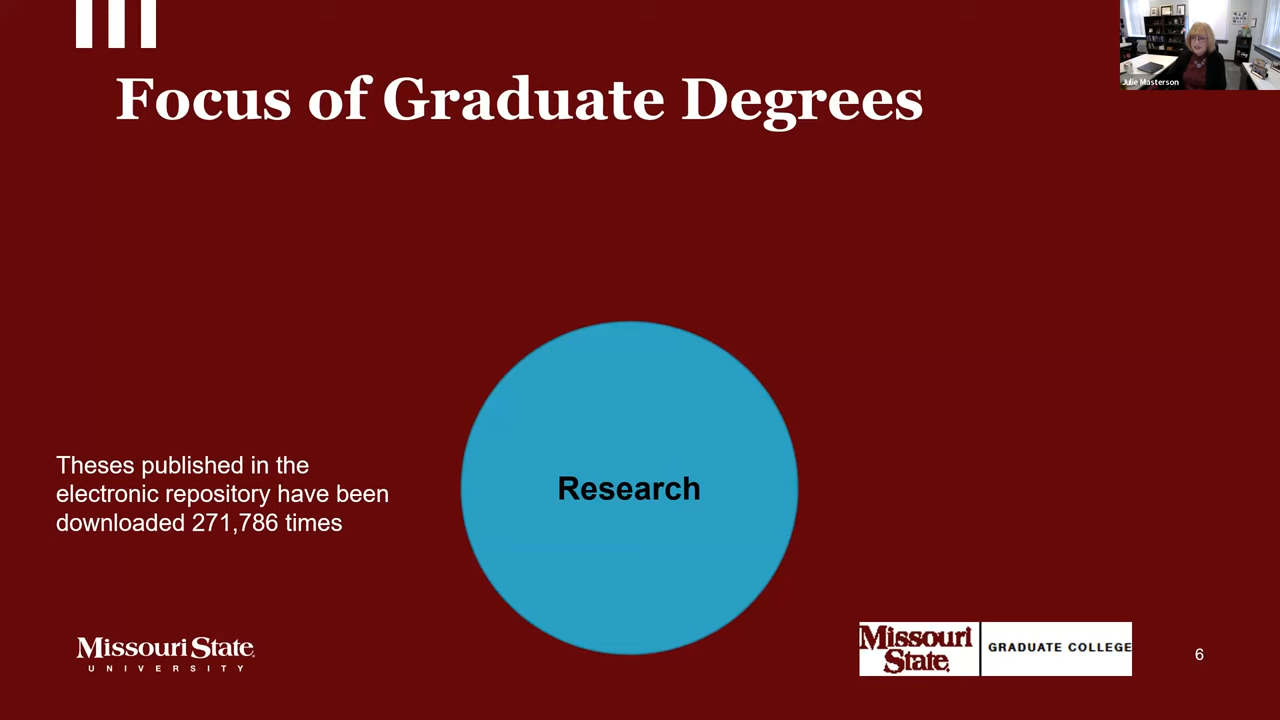 Julie Masterson
Focus of Graduate Degrees
Theses published in the
electronic repository have been
downloaded 271,786 times
Research
Missouri State
UNIVERSITY
Missouri
State
GRADUATE COLLEGE
6